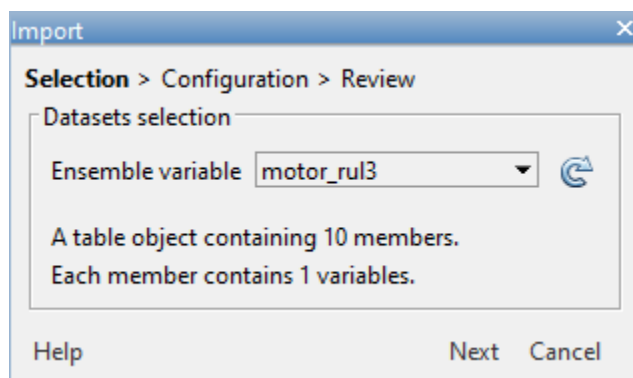 Import
Selection > Configuration > Review
Datasets selection
Ensemble variable motor_rul3
A table object containing 10 members.
Each member contains 1 variables.
Help Next Cancel